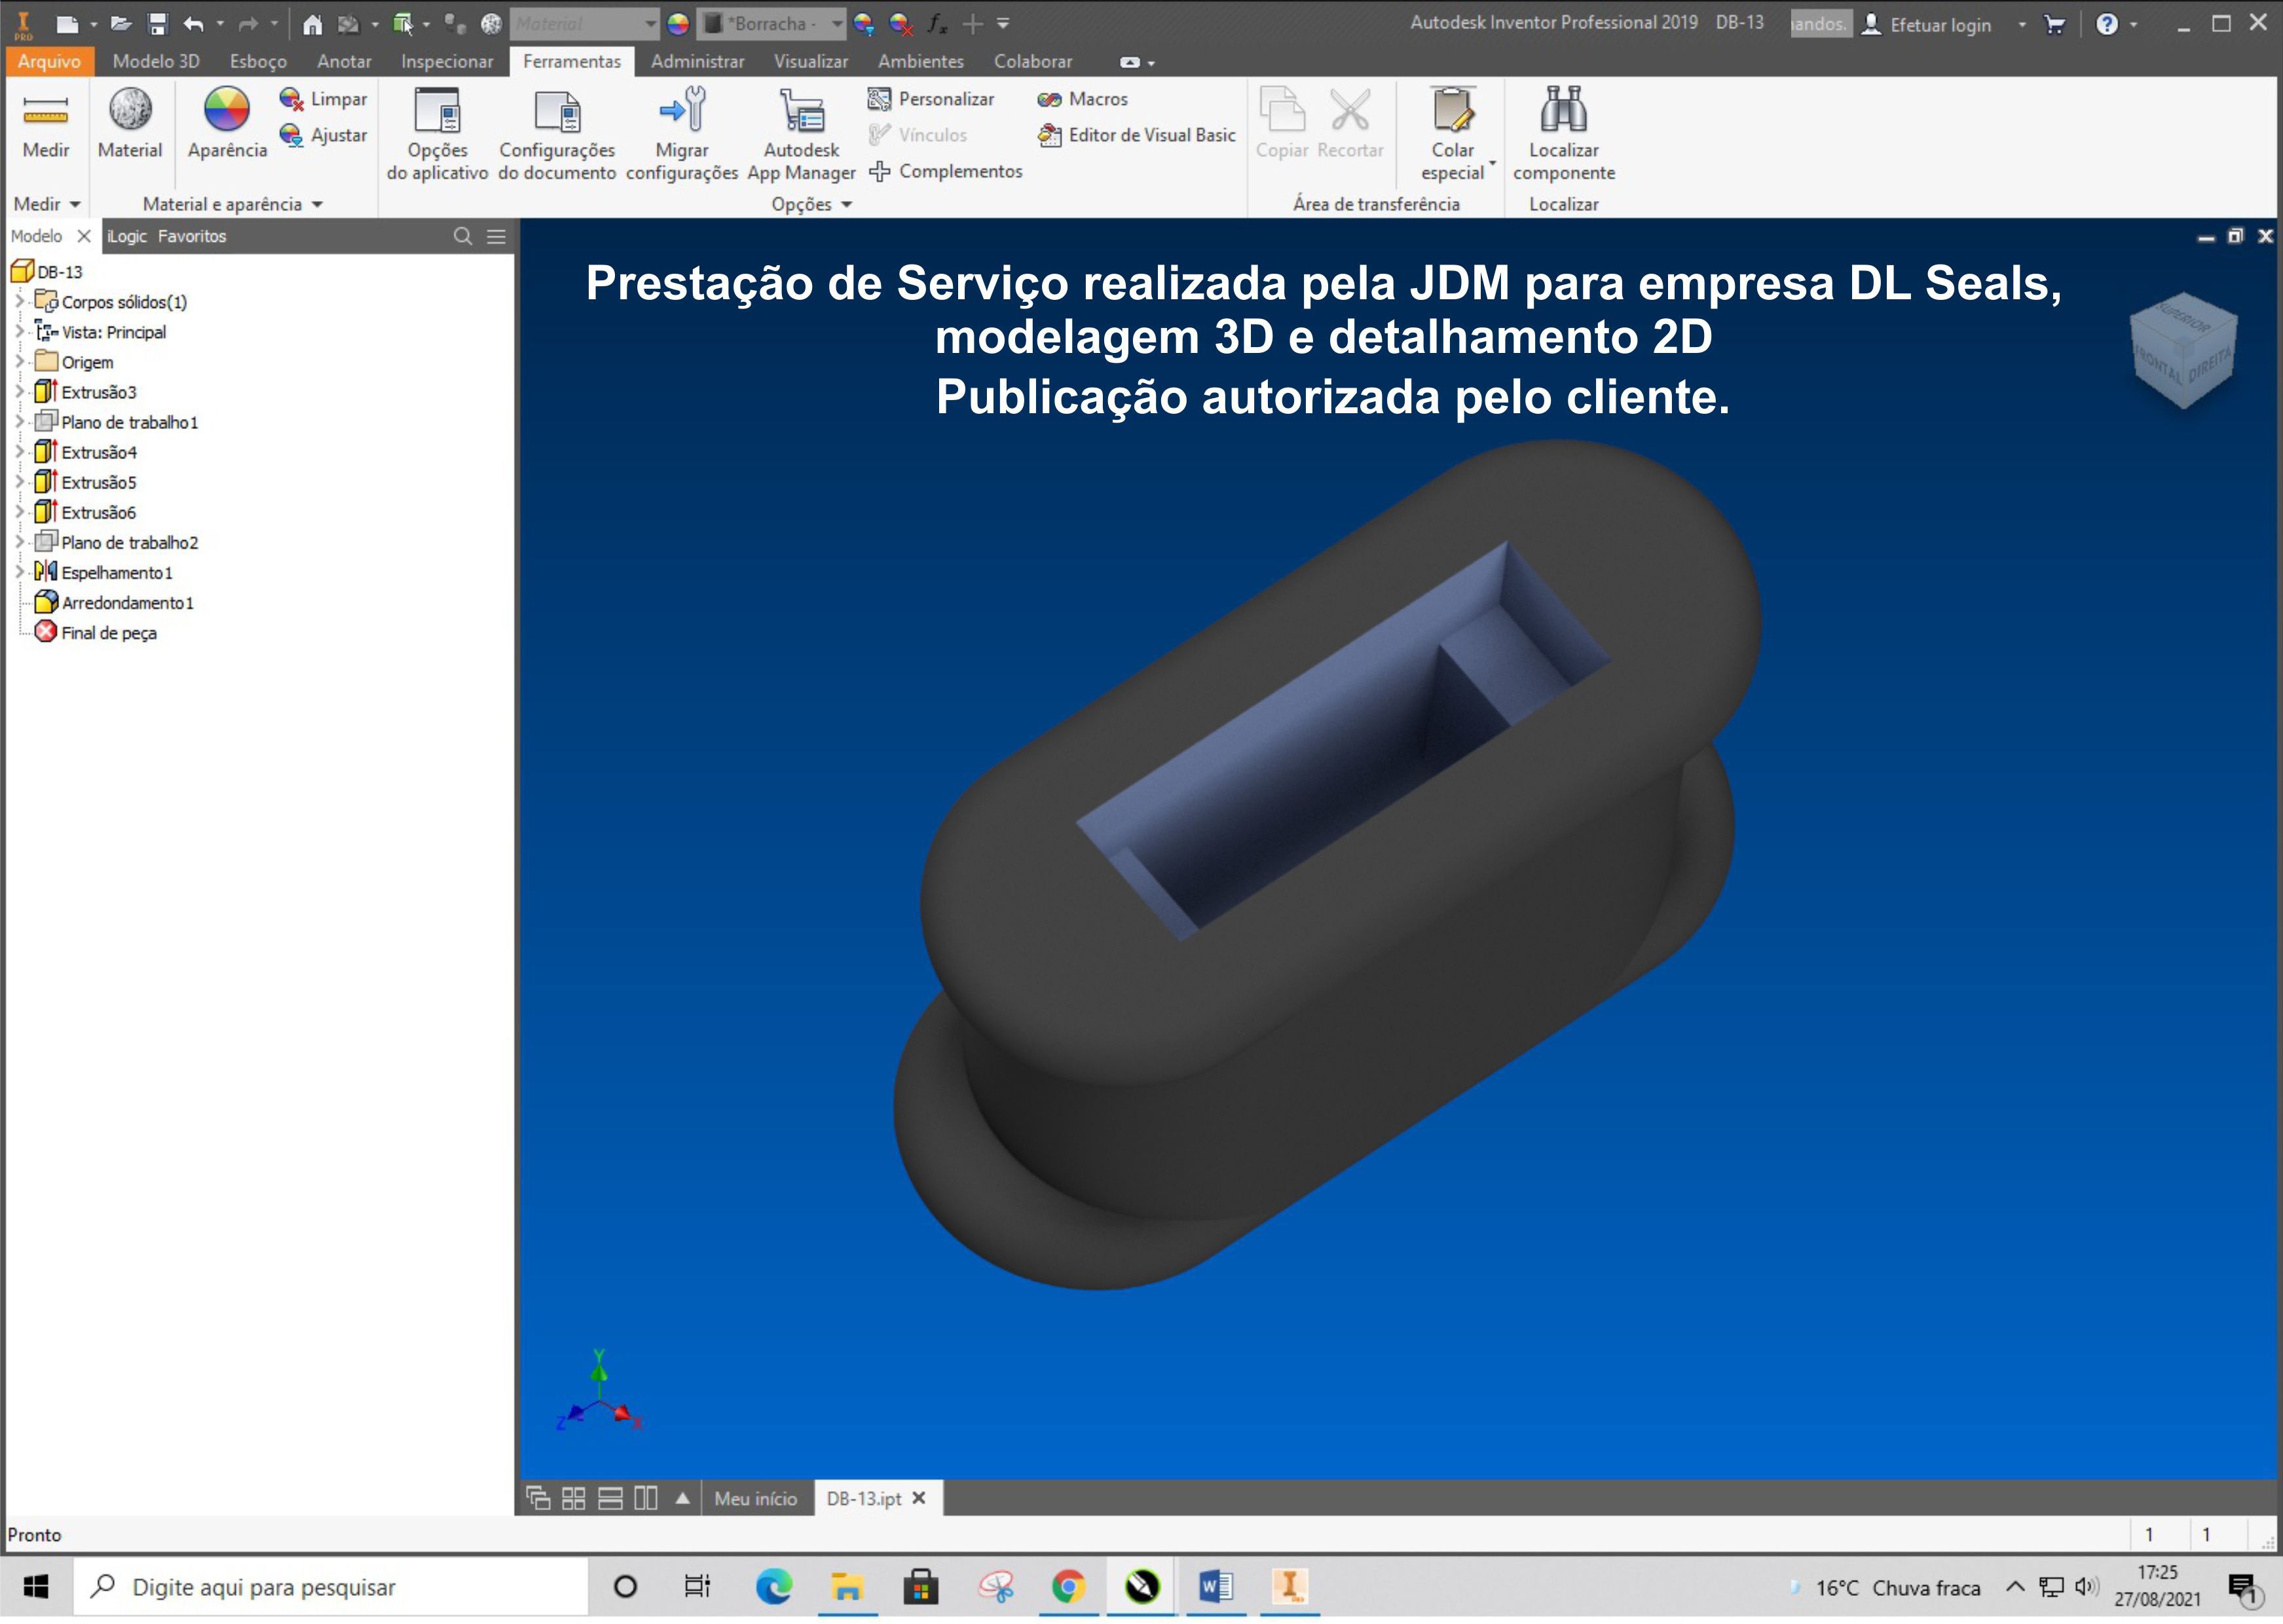 PRO
Material
*Borracha -
Autodesk Inventor Professional 2019 DB-13
Efetuar login
Arquivo Modelo 3D Esboço Anotar Inspecionar Ferramentas Administrar Visualizar Ambientes Colaborar
Medir
Material
Aparência
Limpar
Ajustar
Opções do aplicativo
Configurações do documento
Migrar configurações
Autodesk App Manager
Personalizar
Vínculos
Complementos
Macros
Editor de Visual Basic
Copiar Recortar
Colar especial
Localizar componente
Medir
Material e aparência
Opções
Área de transferência
Localizar
Modelo iLogic Favoritos
DB-13
Corpos sólidos(1)
Vista: Principal
Origem
Extrusão3
Plano de trabalho1
Extrusão4
Extrusão5
Extrusão6
Plano de trabalho2
Espelhamento1
Arredondamento1
Final de peça
Prestação de Serviço realizada pela JDM para empresa DL Seals,
modelagem 3D e detalhamento 2D
Publicação autorizada pelo cliente.
SUPERIOR
FRONTAL DIREITA
Y
Z X
Meu início DB-13.ipt
Pronto
1 1
Digite aqui para pesquisar
16°C Chuva fraca
17:25
27/08/2021
1